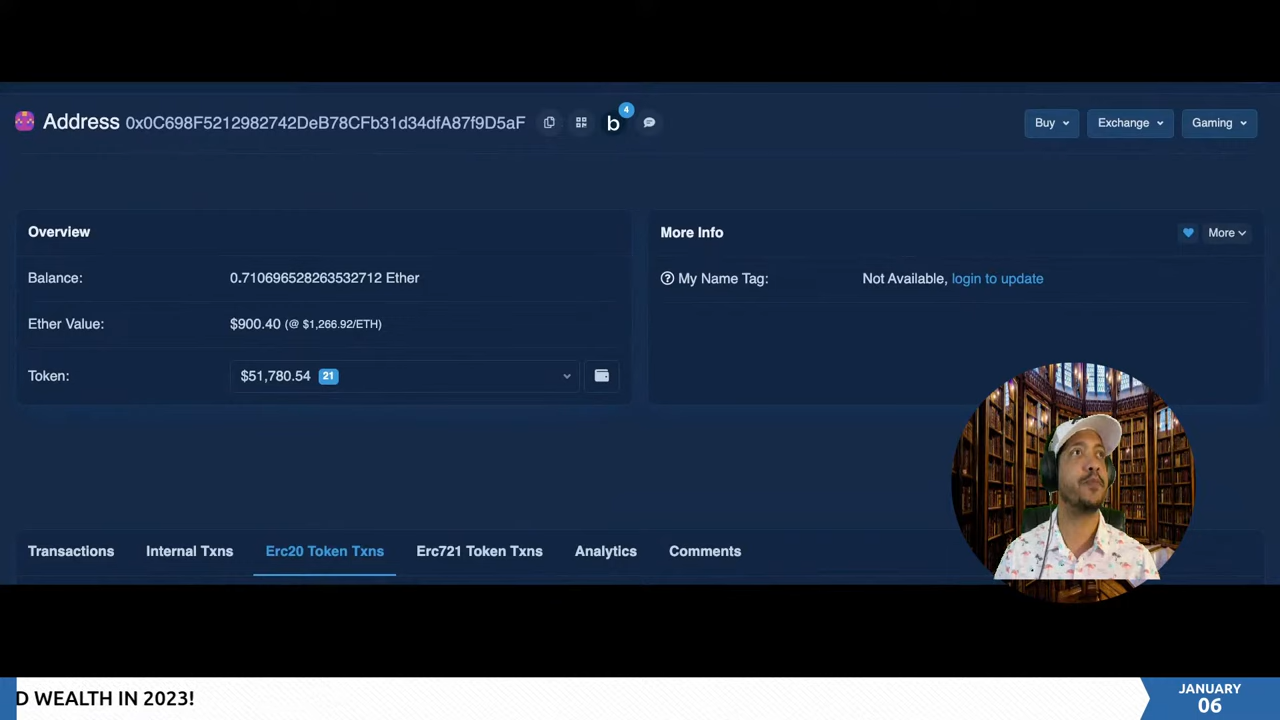 Address 0x0C698F5212982742DeB78CFb31d34dfA87f9D5aF b 4
Buy Exchange Gaming
Overview
Balance: 0.710696528263532712 Ether
Ether Value: $900.40 (@ $1,266.92/ETH)
Token: $51,780.54 21
More Info More
My Name Tag: Not Available, login to update
Transactions Internal Txns Erc20 Token Txns Erc721 Token Txns Analytics Comments
D WEALTH IN 2023!
JANUARY
06